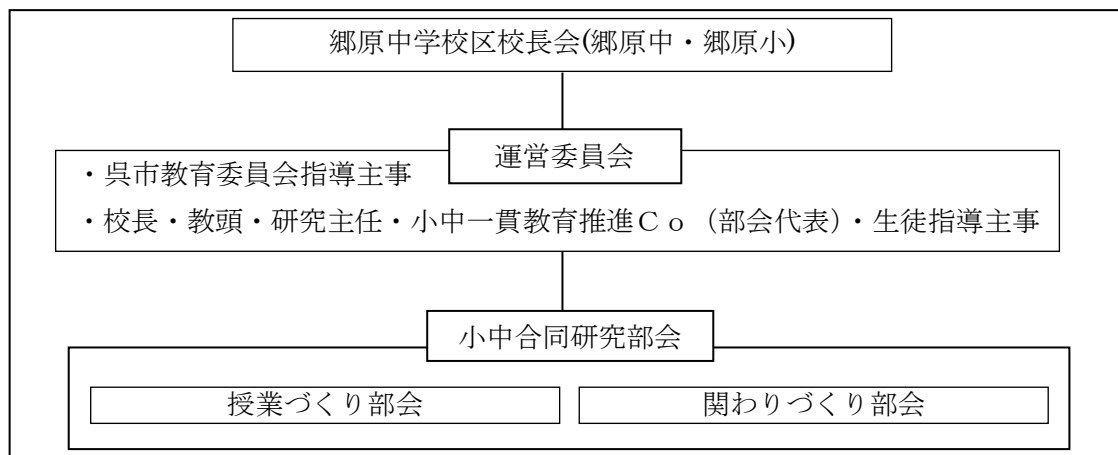 郷原中学校区校長会(郷原中・郷原小)
運営委員会
・呉市教育委員会指導主事
・校長・教頭・研究主任・小中一貫教育推進Ｃｏ（部会代表）・生徒指導主事
小中合同研究部会
授業づくり部会
関わりづくり部会